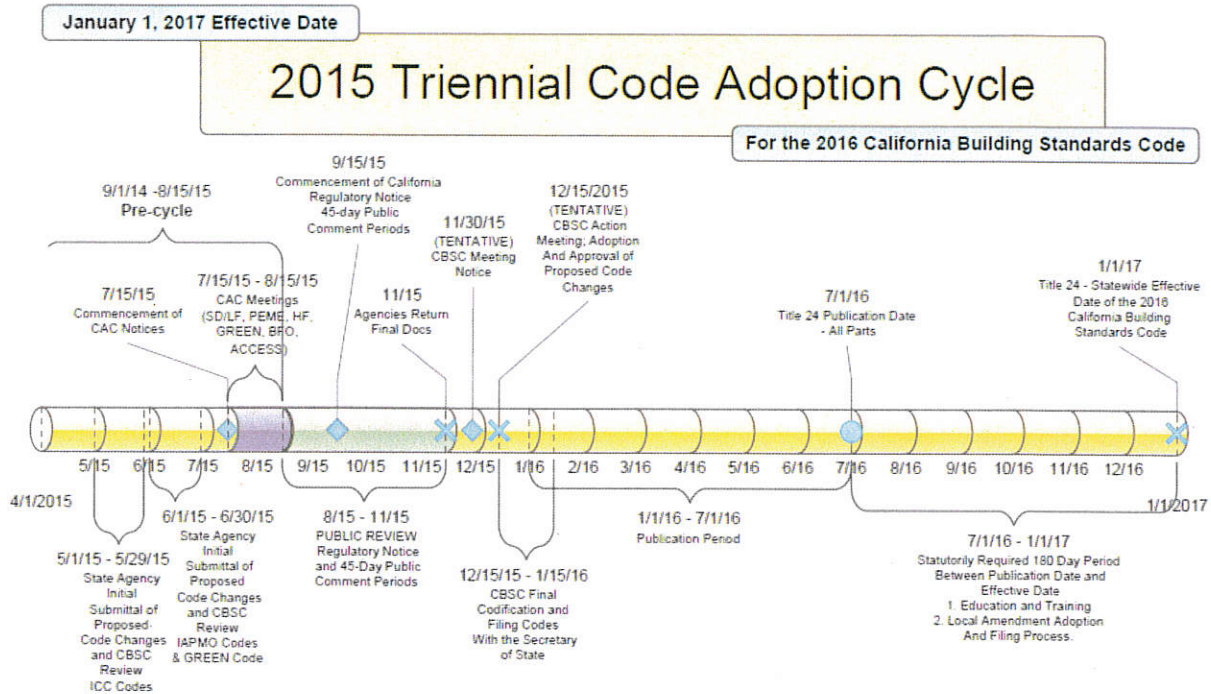 January 1, 2017 Effective Date
2015 Triennial Code Adoption Cycle
For the 2016 California Building Standards Code
9/1/14 -8/15/15
Pre-cycle
7/15/15
Commencement of
CAC Notices
7/15/15 - 8/15/15
CAC Meetings
(SD/LF, PEME, HF,
GREEN, BFO,
ACCESS)
9/15/15
Commencement of California
Regulatory Notice
45-day Public
Comment Periods
11/15
Agencies Return
Final Docs
11/30/15
(TENTATIVE)
CBSC Meeting
Notice
12/15/2015
(TENTATIVE)
CBSC Action
Meeting; Adoption
And Approval of
Proposed Code
Changes
7/1/16
Title 24 Publication Date
- All Parts
1/1/17
Title 24 - Statewide Effective
Date of the 2016
California Building
Standards Code
5/15
6/15
7/15
8/15
9/15
10/15
11/15
12/15
1/16
2/16
3/16
4/16
5/16
6/16
7/16
8/16
9/16
10/16
11/16
12/16
4/1/2015
1/1/2017
5/1/15 - 5/29/15
State Agency
Initial
Submittal of
Proposed
Code Changes
and CBSC
Review
ICC Codes
6/1/15 - 6/30/15
State Agency
Initial
Submittal of
Proposed
Code Changes
and CBSC
Review
IAPMO Codes
& GREEN Code
8/15 - 11/15
PUBLIC REVIEW
Regulatory Notice
and 45-Day Public
Comment Periods
12/15/15 - 1/15/16
CBSC Final
Codification and
Filing Codes
With the Secretary
of State
1/1/16 - 7/1/16
Publication Period
7/1/16 - 1/1/17
Statutorily Required 180 Day Period
Between Publication Date and
Effective Date
1. Education and Training
2. Local Amendment Adoption
And Filing Process.